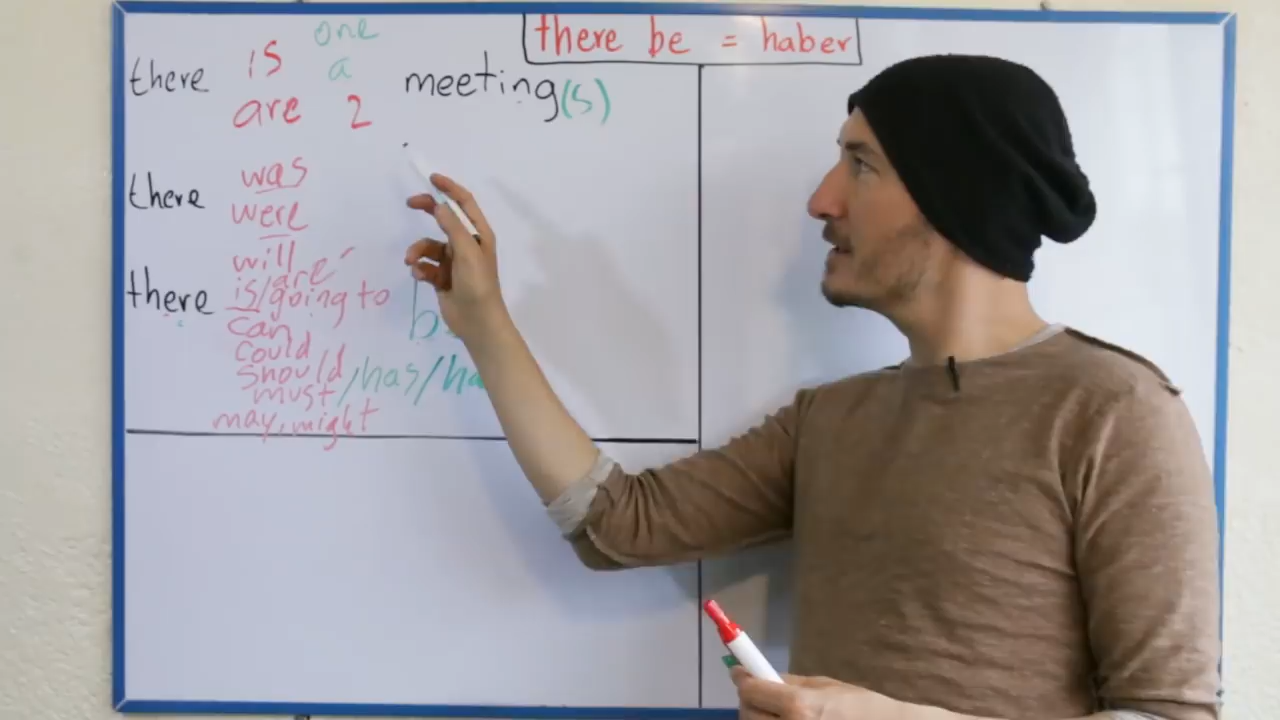 there be = haber
one
there is a meeting(s)
are 2
there was
were
will
are
there is/going to
can
could
should
must/has/
may, might